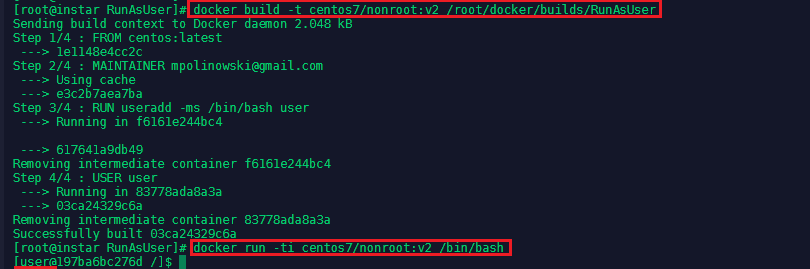 [root@instar RunAsUser]# docker build -t centos7/nonroot:v2 /root/docker/builds/RunAsUser
Sending build context to Docker daemon 2.048 kB
Step 1/4 : FROM centos:latest
 ---> 1e1148e4cc2c
Step 2/4 : MAINTAINER mpolinowski@gmail.com
 ---> Using cache
 ---> e3c2b7aea7ba
Step 3/4 : RUN useradd -ms /bin/bash user
 ---> Running in f6161e244bc4
 ---> 617641a9db49
Removing intermediate container f6161e244bc4
Step 4/4 : USER user
 ---> Running in 83778ada8a3a
 ---> 03ca24329c6a
Removing intermediate container 83778ada8a3a
Successfully built 03ca24329c6a
[root@instar RunAsUser]# docker run -ti centos7/nonroot:v2 /bin/bash
[user@197ba6bc276d /]$